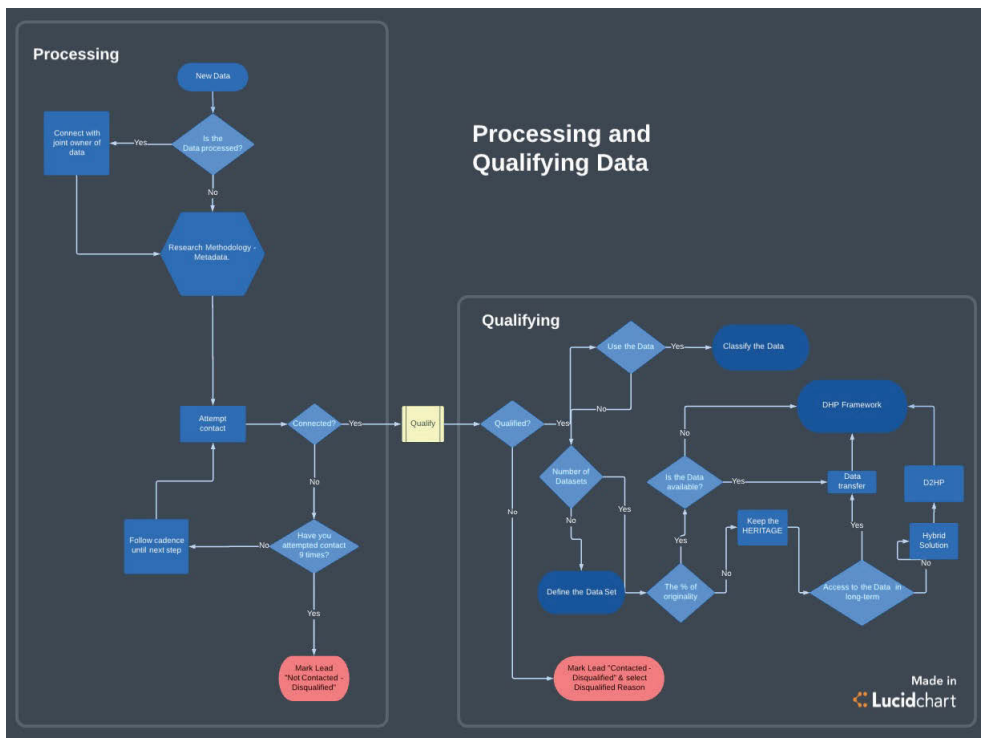 Processing
New Data
Is the
Data processed?
Yes
Connect with
joint owner of
data
No
Research Methodology -
Metadata.
Attempt
contact
Connected?
Yes
No
Have you
attempted contact
9 times?
No
Follow cadence
until next step
Yes
Mark Lead
"Not Contacted -
Disqualified"
Processing and
Qualifying Data
Qualify
Qualifying
Qualified?
Yes
No
Use the Data
Yes
Classify the Data
No
Number of
Datasets
No
Yes
Define the Data Set
The % of
originality
Yes
No
Is the Data
available?
No
Yes
Keep the
HERITAGE
Access to the Data in
long-term
Yes
No
Data
transfer
Hybrid
Solution
D2HP
DHP Framework
Mark Lead "Contacted -
Disqualified" & select
Disqualified Reason
Made in
Lucidchart